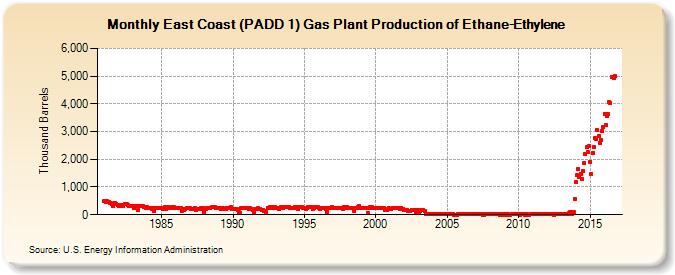 Monthly East Coast (PADD 1) Gas Plant Production of Ethane-Ethylene
Thousand Barrels
6,000
5,000
4,000
3,000
2,000
1,000
0
1985 1990 1995 2000 2005 2010 2015
Source: U.S. Energy Information Administration